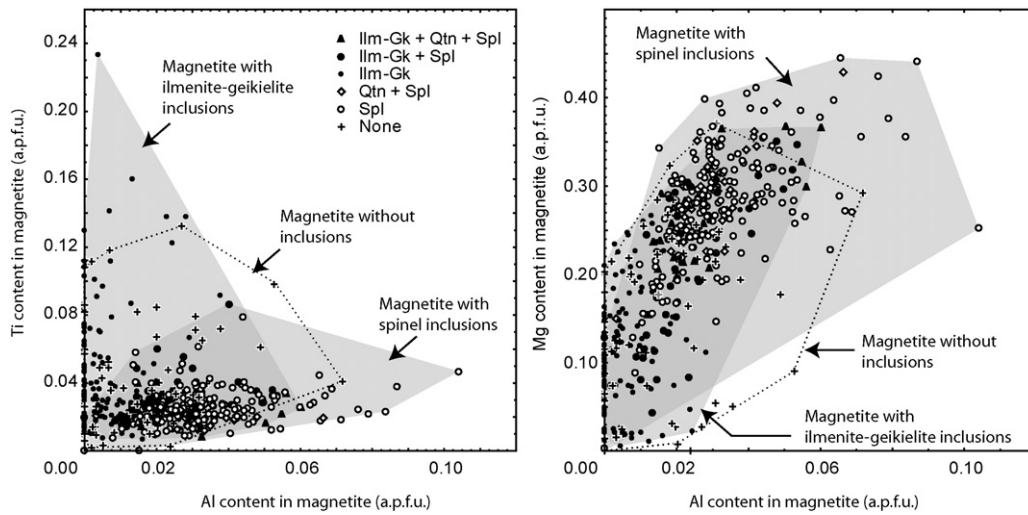 0.24
0.20
0.16
0.12
0.08
0.04
0.00
0.02
0.06
0.10
Ti content in magnetite (a.p.f.u.)
Al content in magnetite (a.p.f.u.)
Ilm-Gk + Qtn + Spl
Ilm-Gk + Spl
Ilm-Gk
Qtn + Spl
Spl
None
Magnetite with
ilmenite-geikielite
inclusions
Magnetite without
inclusions
Magnetite with
spinel inclusions
0.40
0.30
0.20
0.10
0.00
0.02
0.06
0.10
Mg content in magnetite (a.p.f.u.)
Al content in magnetite (a.p.f.u.)
Magnetite with
spinel inclusions
Magnetite without
inclusions
Magnetite with
ilmenite-geikielite inclusions